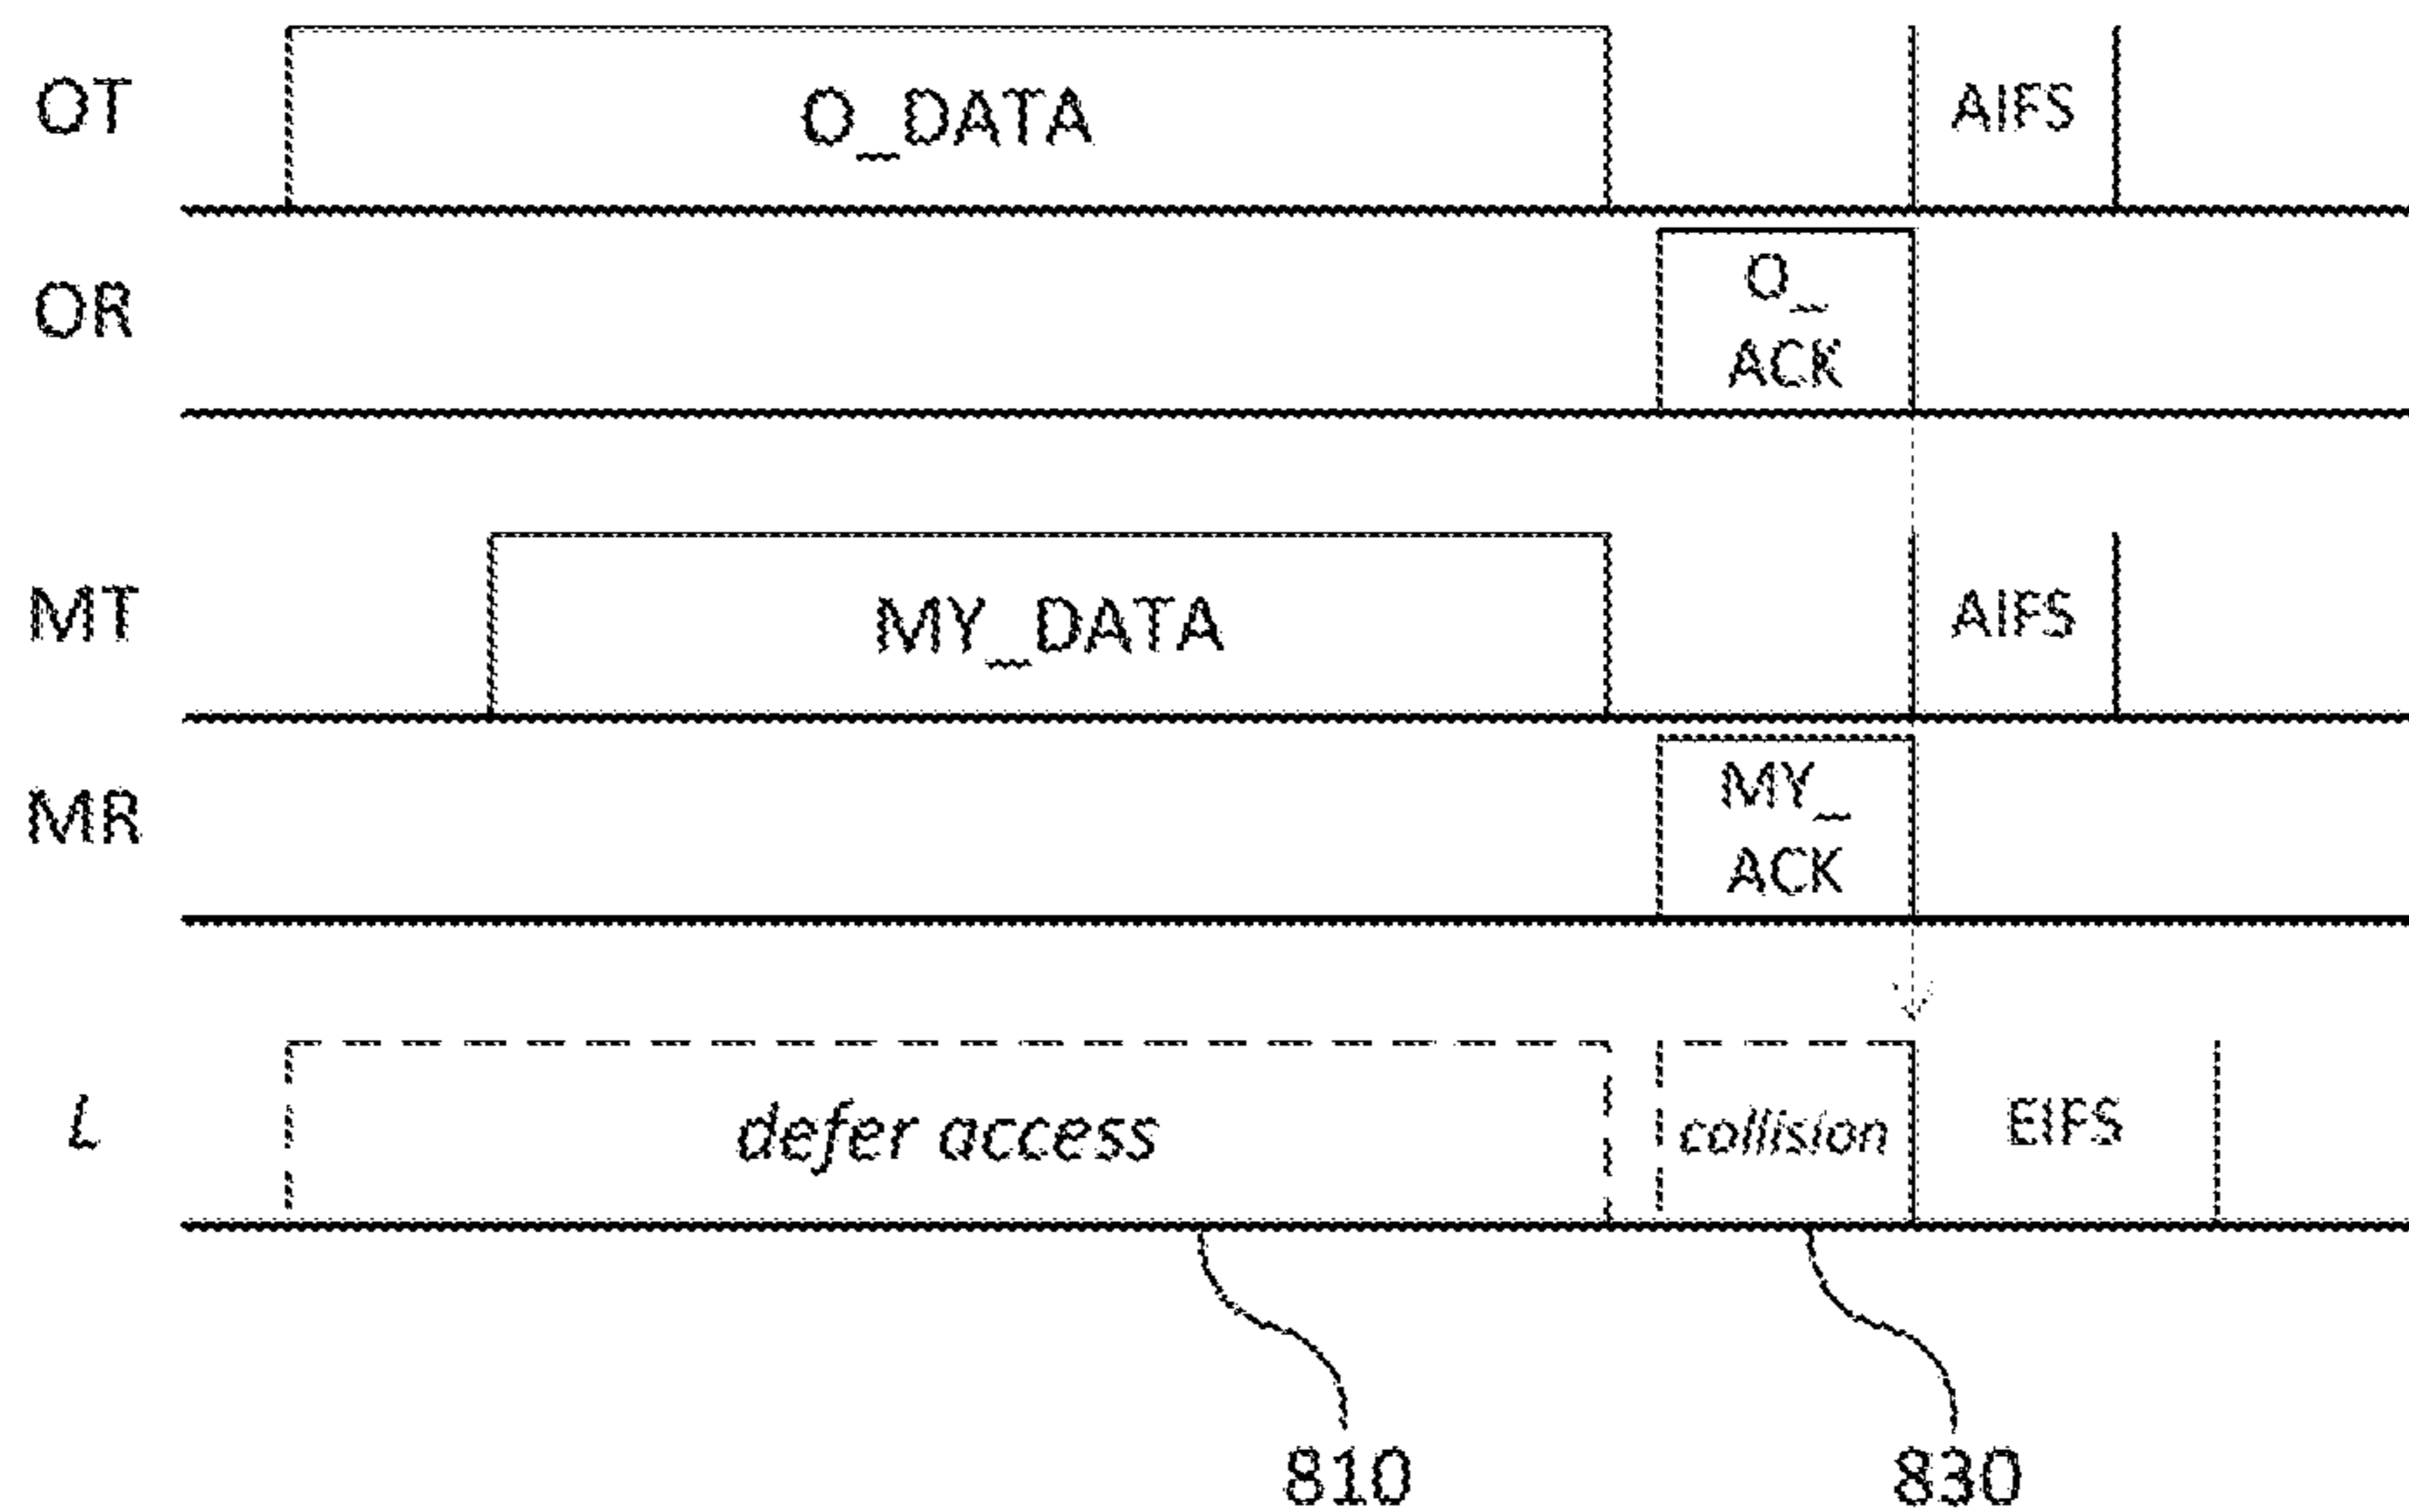 OT O_DATA AIFS
OR O_
ACK
MT MY_DATA AIFS
MR MY_
ACK
L defer access collision EIFS
810 830